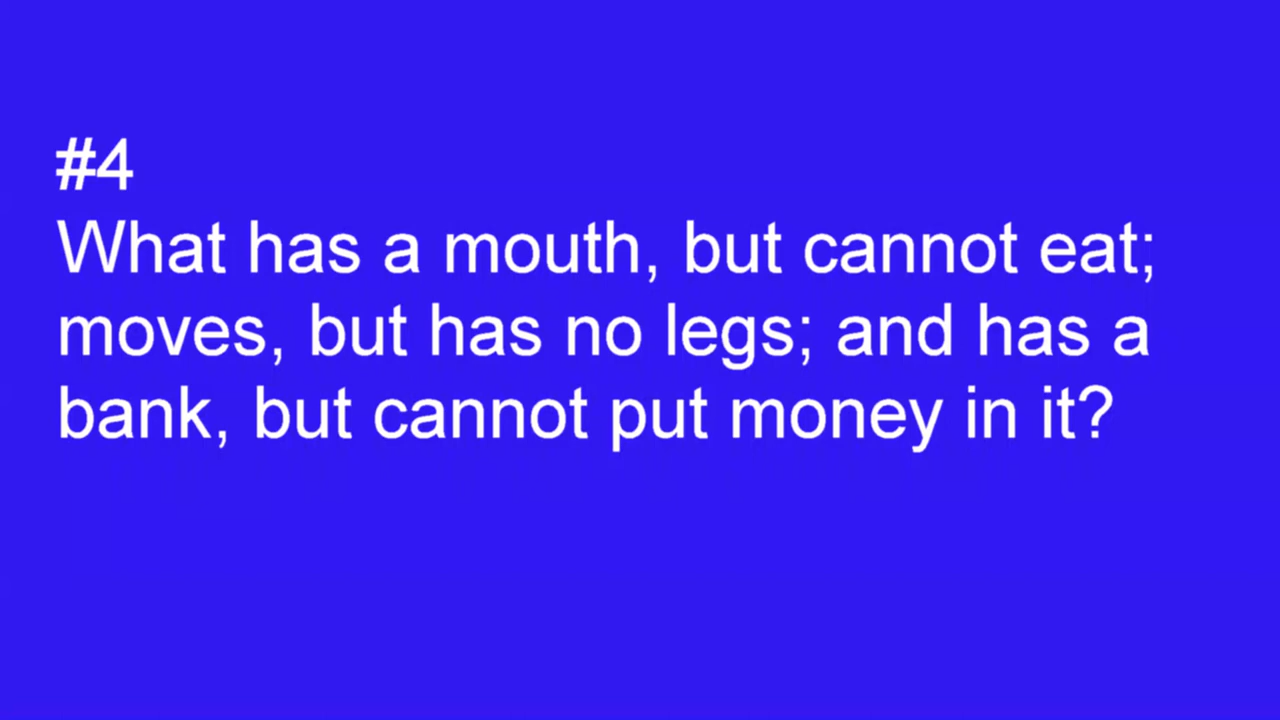 #4
What has a mouth, but cannot eat;
moves, but has no legs; and has a
bank, but cannot put money in it?